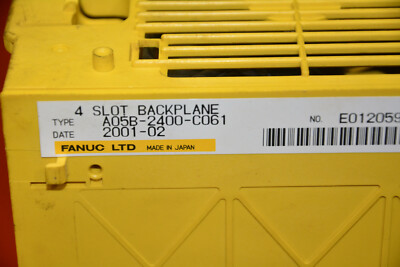 4 SLOT BACKPLANE
TYPE A05B-2400-C061
DATE 2001-02
NO. E012059
FANUC LTD MADE IN JAPAN